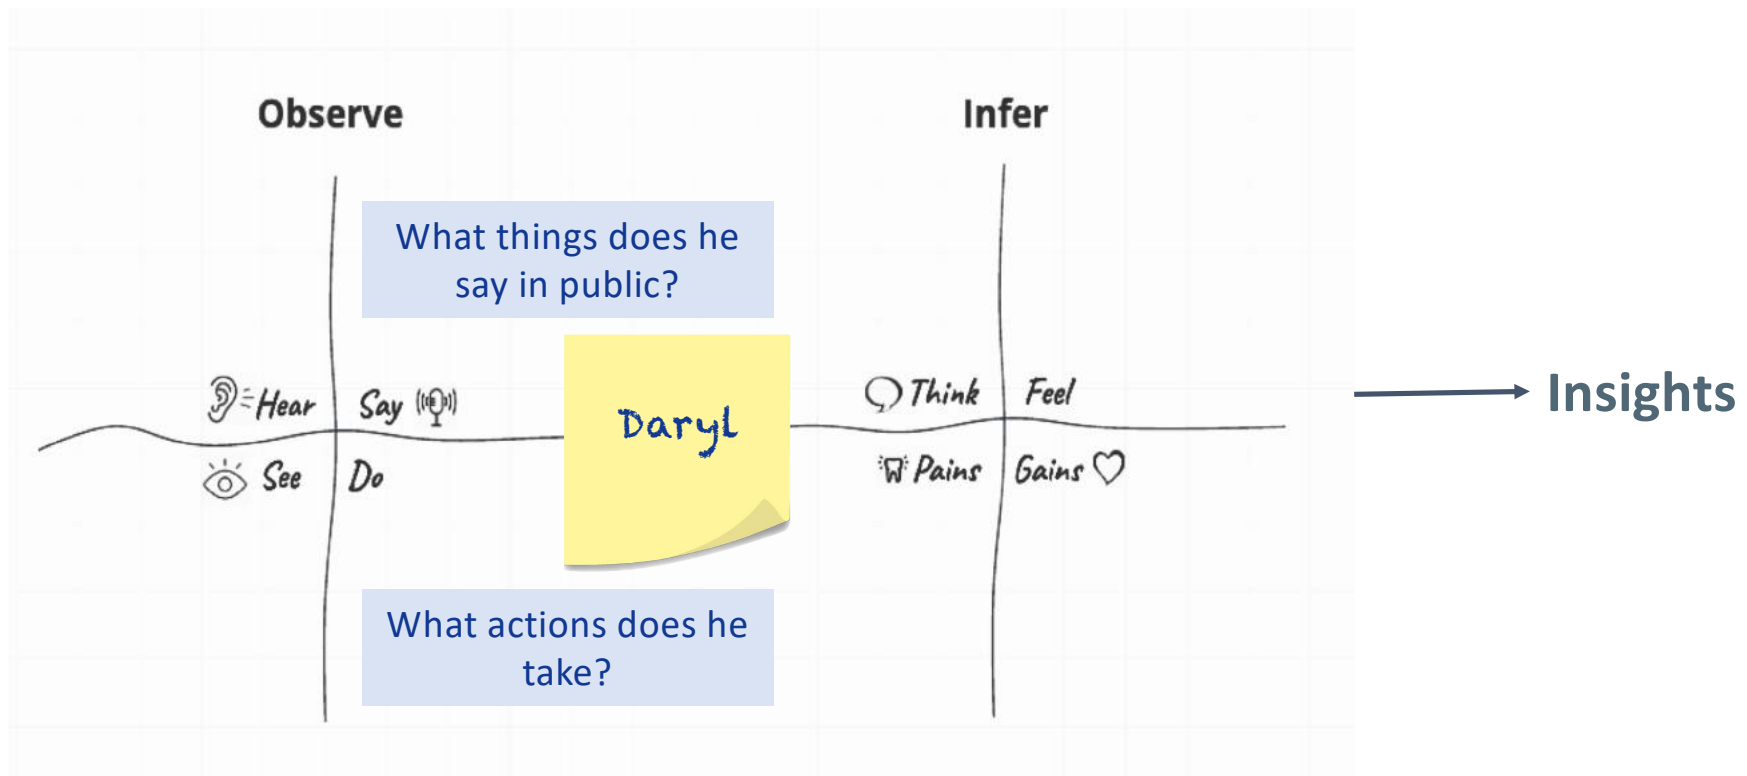 Observe
Infer
What things does he
say in public?
Hear
Say
Daryl
Think
Feel
Insights
See
Do
Pains
Gains
What actions does he
take?